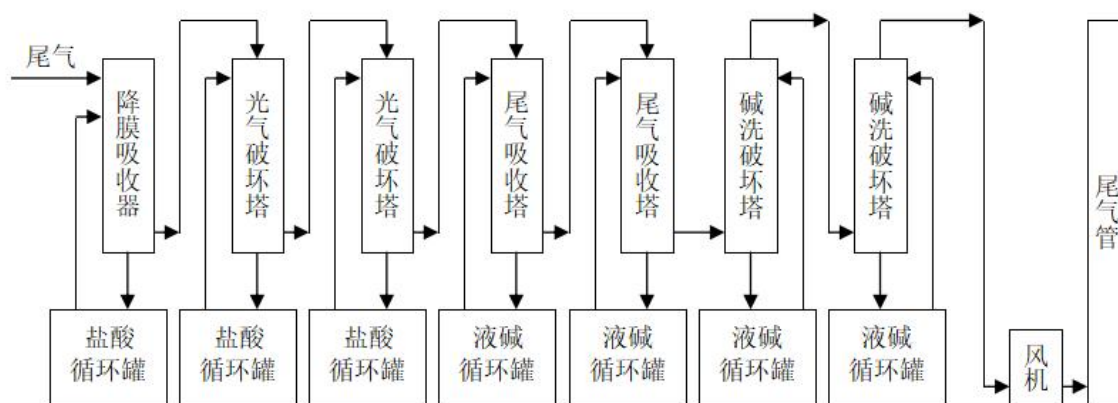 尾气
降膜吸收器
光气破坏塔
光气破坏塔
尾气吸收塔
尾气吸收塔
碱洗破坏塔
碱洗破坏塔
尾气管
盐酸
循环罐
盐酸
循环罐
盐酸
循环罐
液碱
循环罐
液碱
循环罐
液碱
循环罐
液碱
循环罐
风机